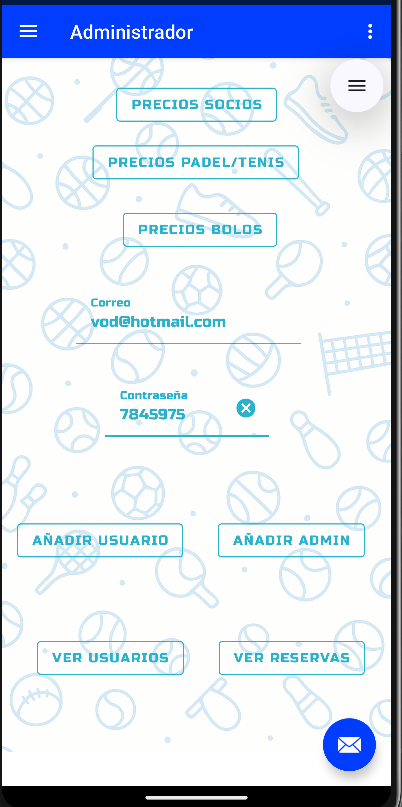 Administrador
PRECIOS SOCIOS
PRECIOS PADEL/TENIS
PRECIOS BOLOS
Correo
vod@hotmail.com
Contraseña
7845975
AÑADIR USUARIO
AÑADIR ADMIN
VER USUARIOS
VER RESERVAS